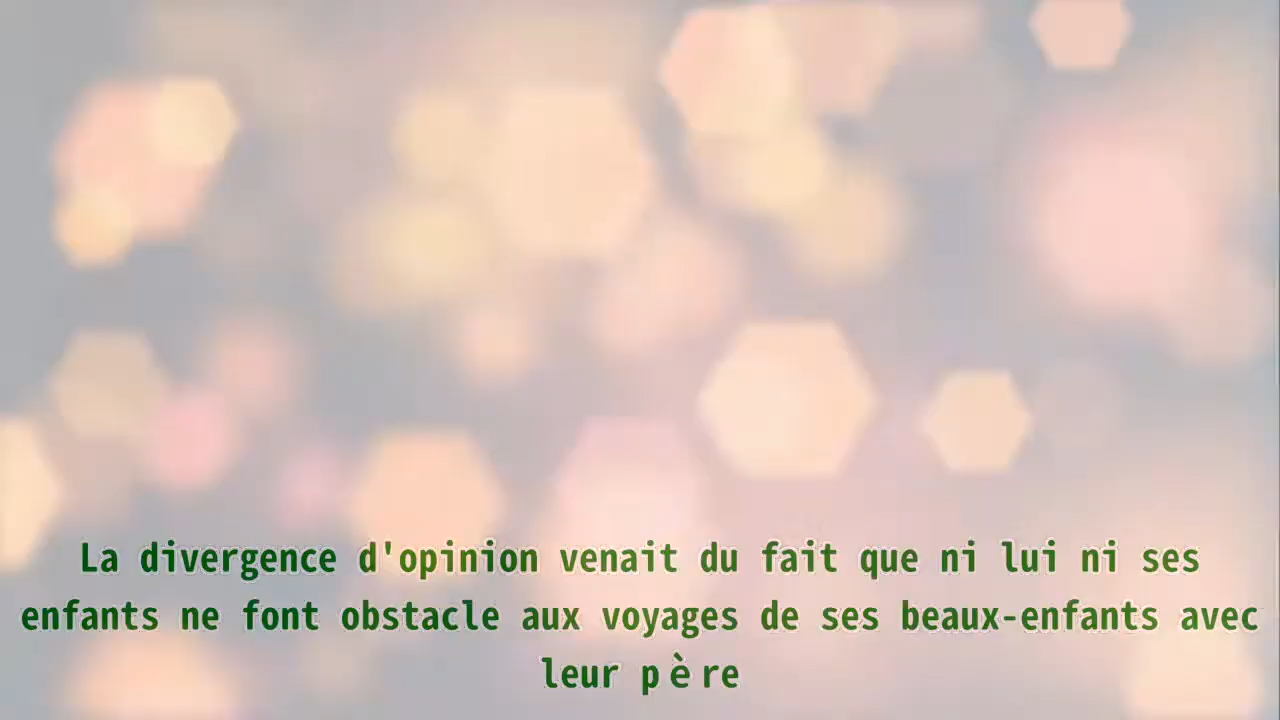 La divergence d'opinion venait du fait que ni lui ni ses
enfants ne font obstacle aux voyages de ses beaux-enfants avec
leur père